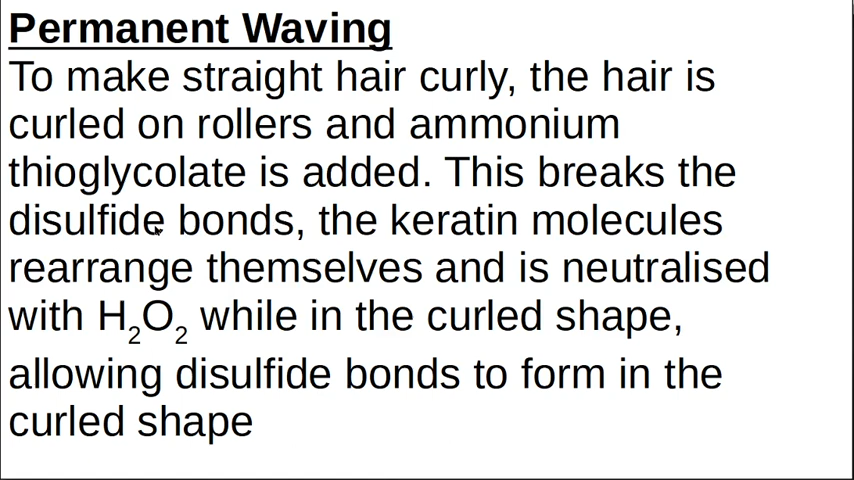 Permanent Waving
To make straight hair curly, the hair is
curled on rollers and ammonium
thioglycolate is added. This breaks the
disulfide bonds, the keratin molecules
rearrange themselves and is neutralised
with H₂O₂ while in the curled shape,
allowing disulfide bonds to form in the
curled shape